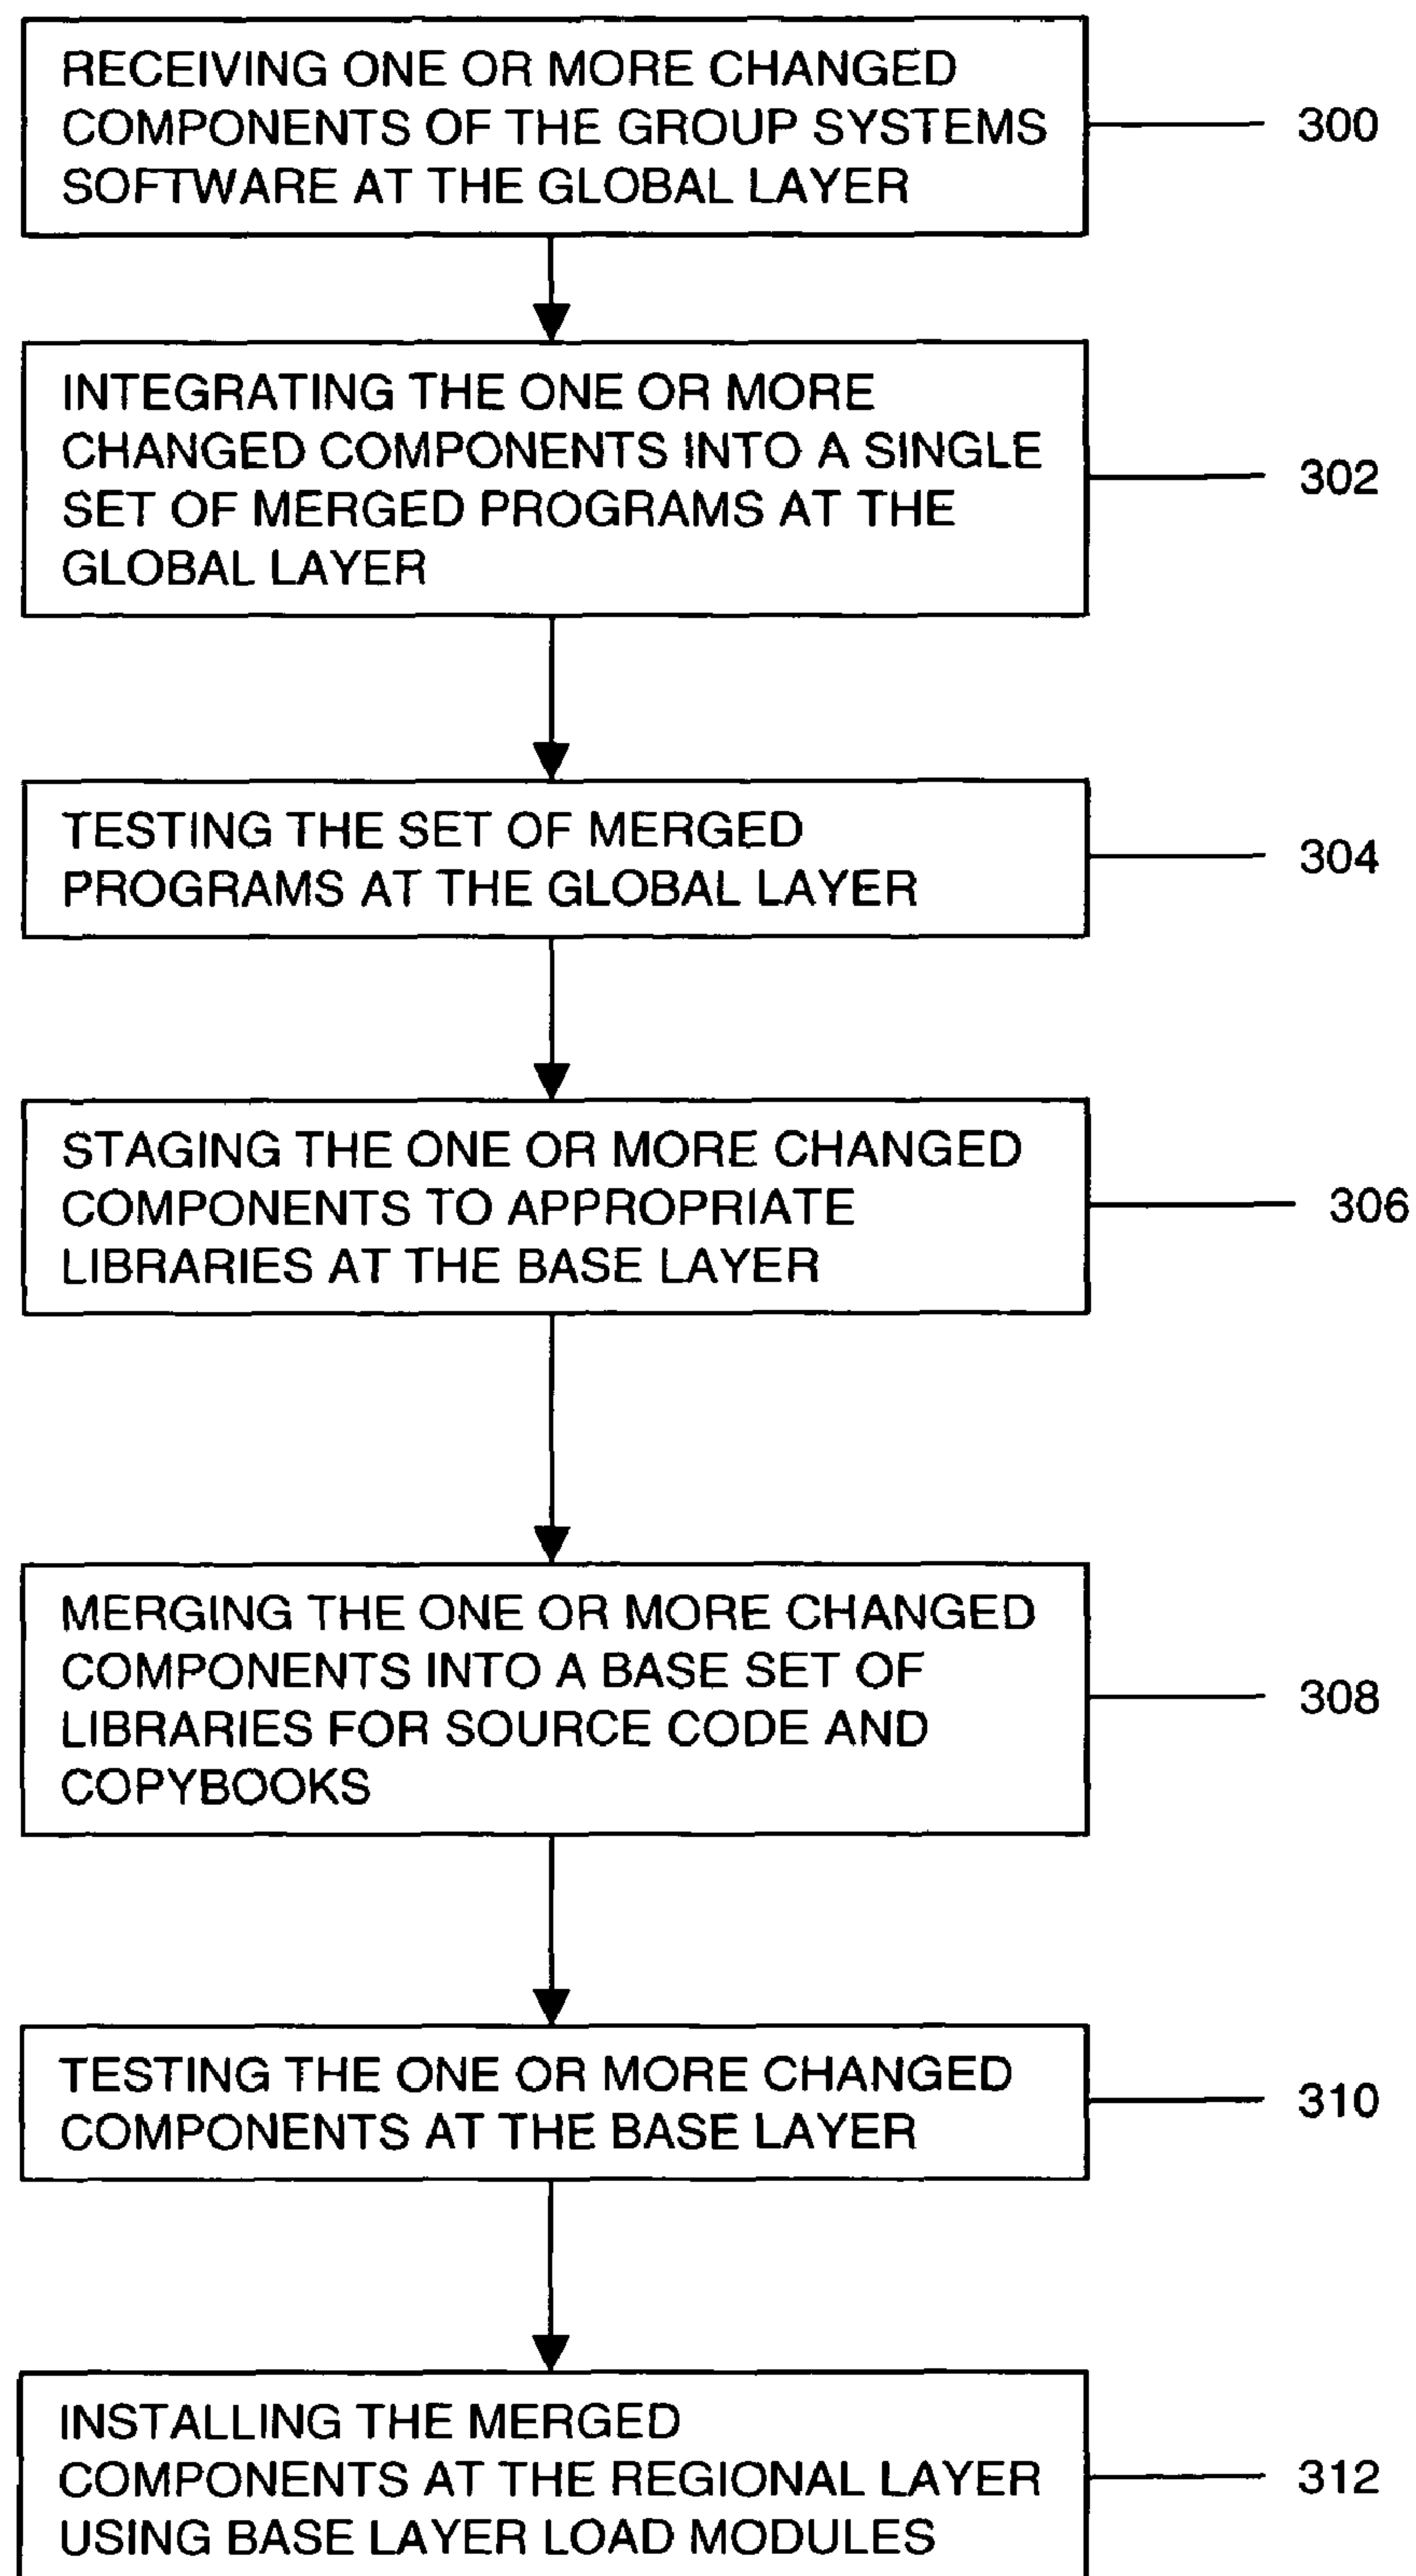 RECEIVING ONE OR MORE CHANGED
COMPONENTS OF THE GROUP SYSTEMS
SOFTWARE AT THE GLOBAL LAYER
300
INTEGRATING THE ONE OR MORE
CHANGED COMPONENTS INTO A SINGLE
SET OF MERGED PROGRAMS AT THE
GLOBAL LAYER
302
TESTING THE SET OF MERGED
PROGRAMS AT THE GLOBAL LAYER
304
STAGING THE ONE OR MORE CHANGED
COMPONENTS TO APPROPRIATE
LIBRARIES AT THE BASE LAYER
306
MERGING THE ONE OR MORE CHANGED
COMPONENTS INTO A BASE SET OF
LIBRARIES FOR SOURCE CODE AND
COPYBOOKS
308
TESTING THE ONE OR MORE CHANGED
COMPONENTS AT THE BASE LAYER
310
INSTALLING THE MERGED
COMPONENTS AT THE REGIONAL LAYER
USING BASE LAYER LOAD MODULES
312